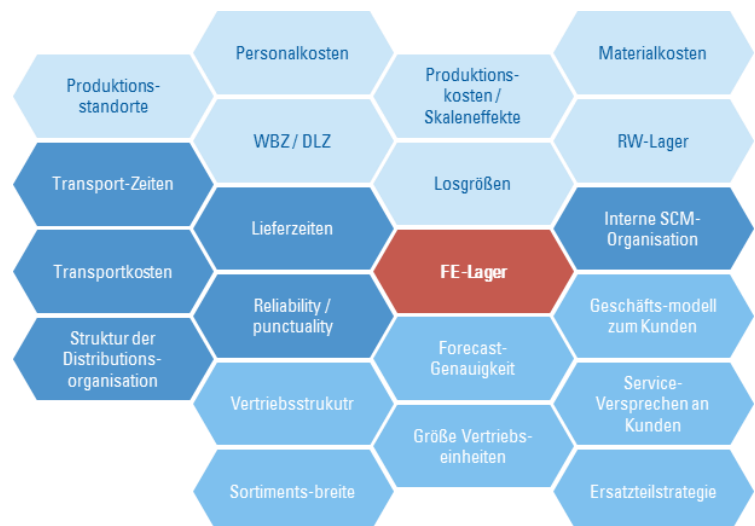 Personalkosten
Materialkosten
Produktions-
standorte
Produktions-
kosten /
Skaleneffekte
WBZ / DLZ
RW-Lager
Transport-Zeiten
Losgrößen
Lieferzeiten
Interne SCM-
Organisation
Transportkosten
FE-Lager
Reliability /
punctuality
Geschäfts-modell
zum Kunden
Struktur der
Distributions-
organisation
Forecast-
Genauigkeit
Vertriebsstrukutr
Service-
Versprechen an
Kunden
Größe Vertriebs-
einheiten
Sortiments-breite
Ersatzteilstrategie